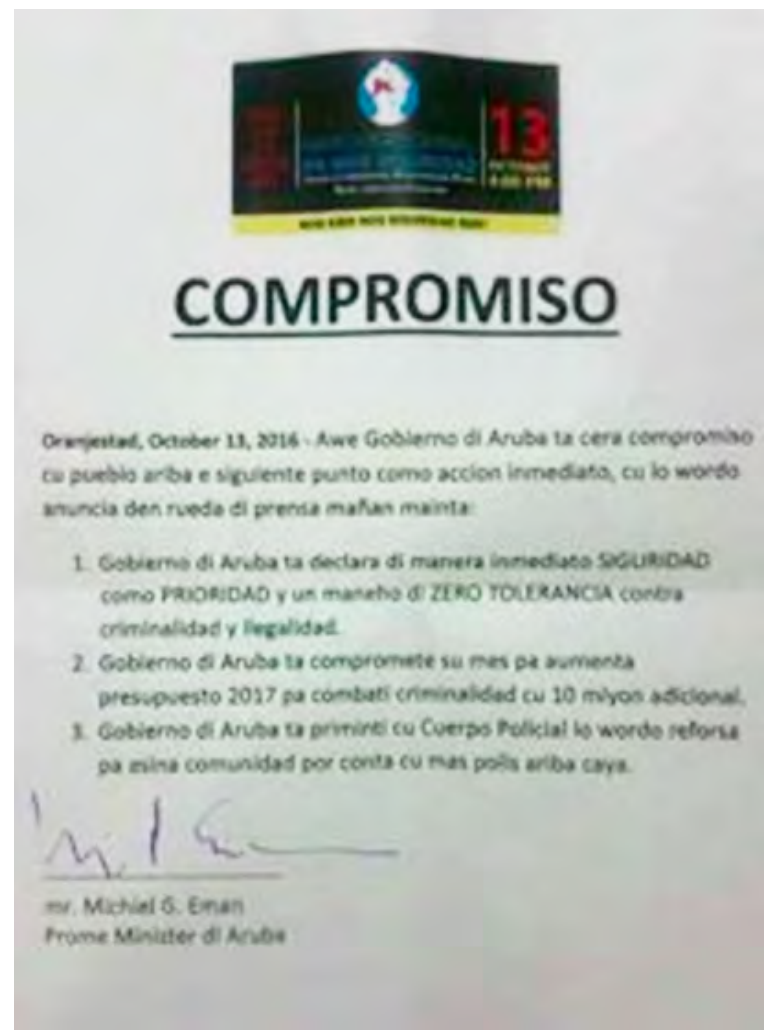 13
OCTOBER
COMPROMISO
Oranjestad, October 13, 2016 - Awe Gobierno di Aruba ta cera compromiso
cu pueblo ariba e siguiente punto como accion inmediato, cu lo wordo
anuncia den rueda di prensa mañan mainta:
1. Gobierno di Aruba ta declara di manera inmediato SIGURIDAD
como PRIORIDAD y un maneho di ZERO TOLERANCIA contra
criminalidad y ilegalidad.
2. Gobierno di Aruba ta compromete su mes pa aumenta
presupuesto 2017 pa combati criminalidad cu 10 miyon adicional.
3. Gobierno di Aruba ta priminti cu Cuerpo Policial lo wordo reforsa
pa asina comunidad por conta cu mas polis ariba caya.
mr. Michiel G. Eman
Prome Minister di Aruba